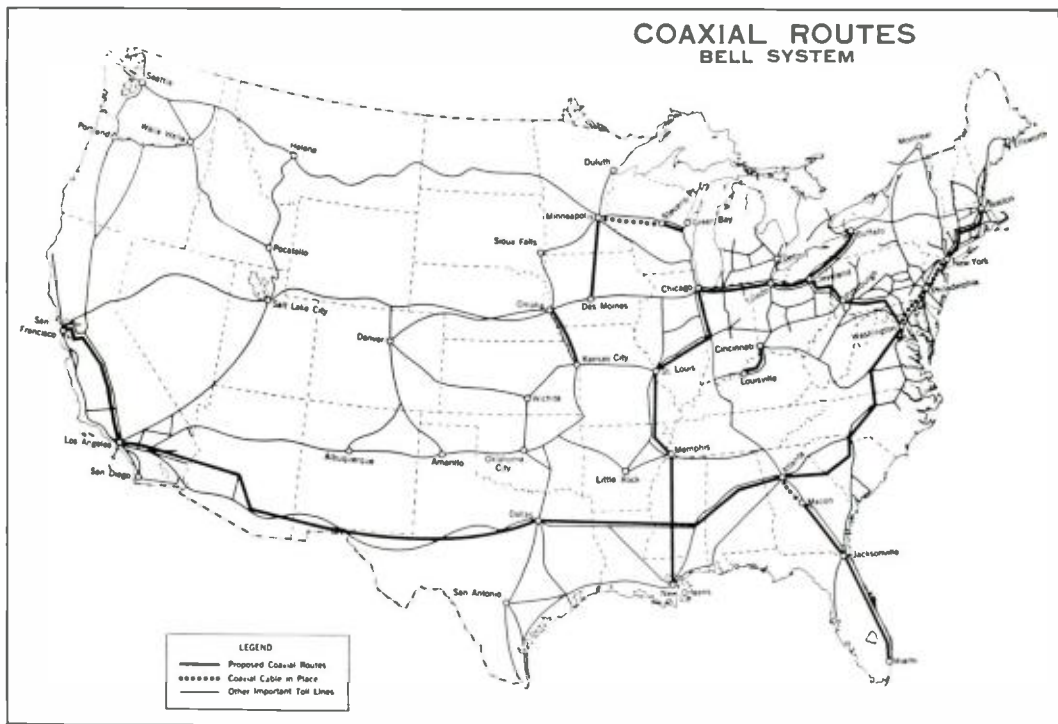 COAXIAL ROUTES
BELL SYSTEM
Seattle
Portland
Walla Walla
Helena
Duluth
Montreal
Minneapolis
Green Bay
Boston
Sioux Falls
Buffalo
Pocatello
New York
Chicago
Des Moines
Omaha
Salt Lake City
San
Francisco
Denver
Washington
Cincinnati
Kansas City
Louis
Louisville
Wichita
Los Angeles
Memphis
Albuquerque
Amarillo
Oklahoma
City
San Diego
Little Rock
Atlanta
Macon
Dallas
Jacksonville
San Antonio
New Orleans
Miami
LEGEND
Proposed Coaxial Routes
Coaxial Cable in Place
Other Important Toll Lines